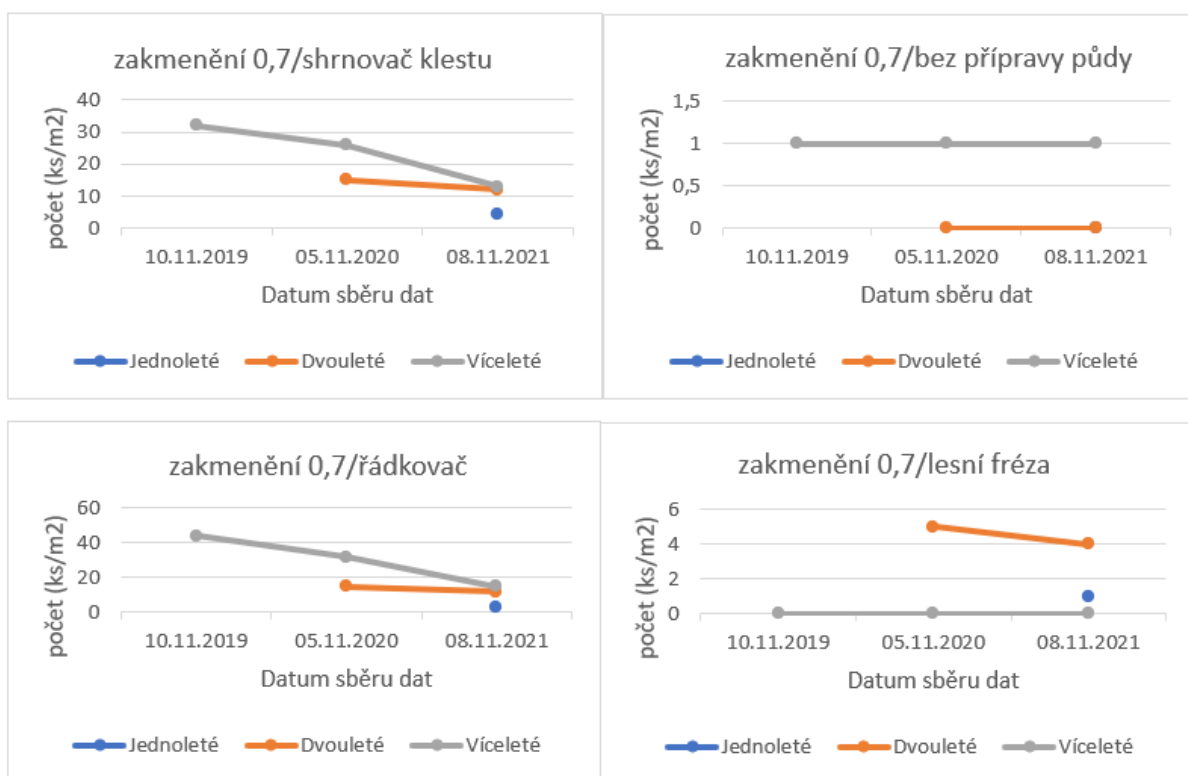 zakmenění 0,7/shrnovač klestu
počet (ks/m2)
40
30
20
10
0
10.11.2019 05.11.2020 08.11.2021
Datum sběru dat
Jednoleté Dvouleté Víceleté
zakmenění 0,7/bez přípravy půdy
počet (ks/m2)
1,5
1
0,5
0
10.11.2019 05.11.2020 08.11.2021
Datum sběru dat
Jednoleté Dvouleté Víceleté
zakmenění 0,7/řádkovač
počet (ks/m2)
60
40
20
0
10.11.2019 05.11.2020 08.11.2021
Datum sběru dat
Jednoleté Dvouleté Víceleté
zakmenění 0,7/lesní fréza
počet (ks/m2)
6
4
2
0
10.11.2019 05.11.2020 08.11.2021
Datum sběru dat
Jednoleté Dvouleté Víceleté